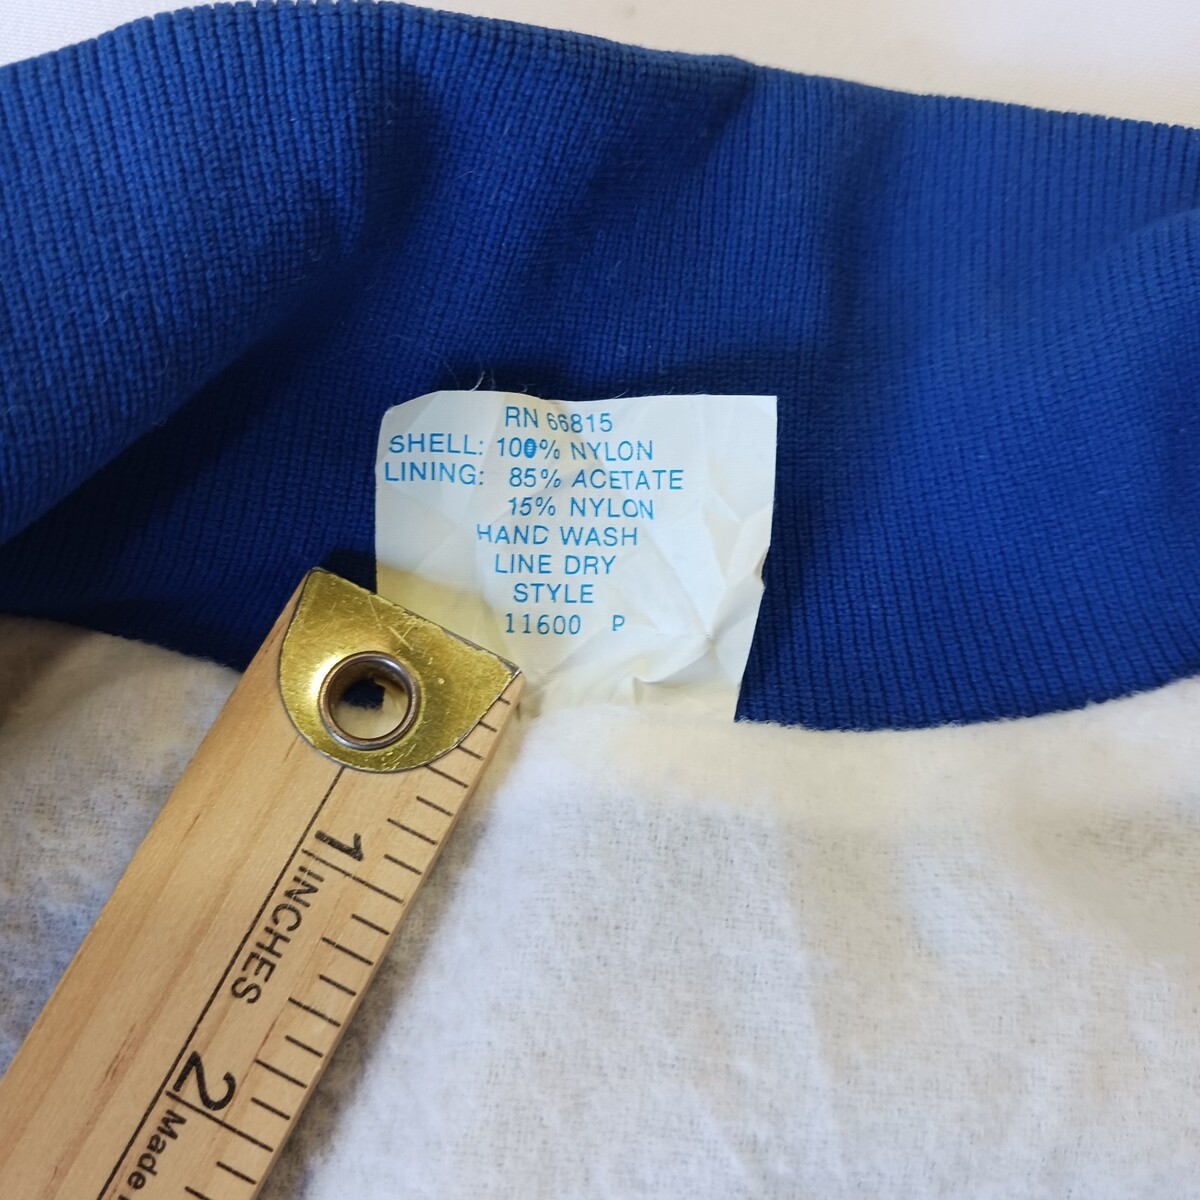 RN 66815
SHELL: 100% NYLON
LINING: 85% ACETATE
15% NYLON
HAND WASH
LINE DRY
STYLE
11600 P
1
INCHES
2
Made